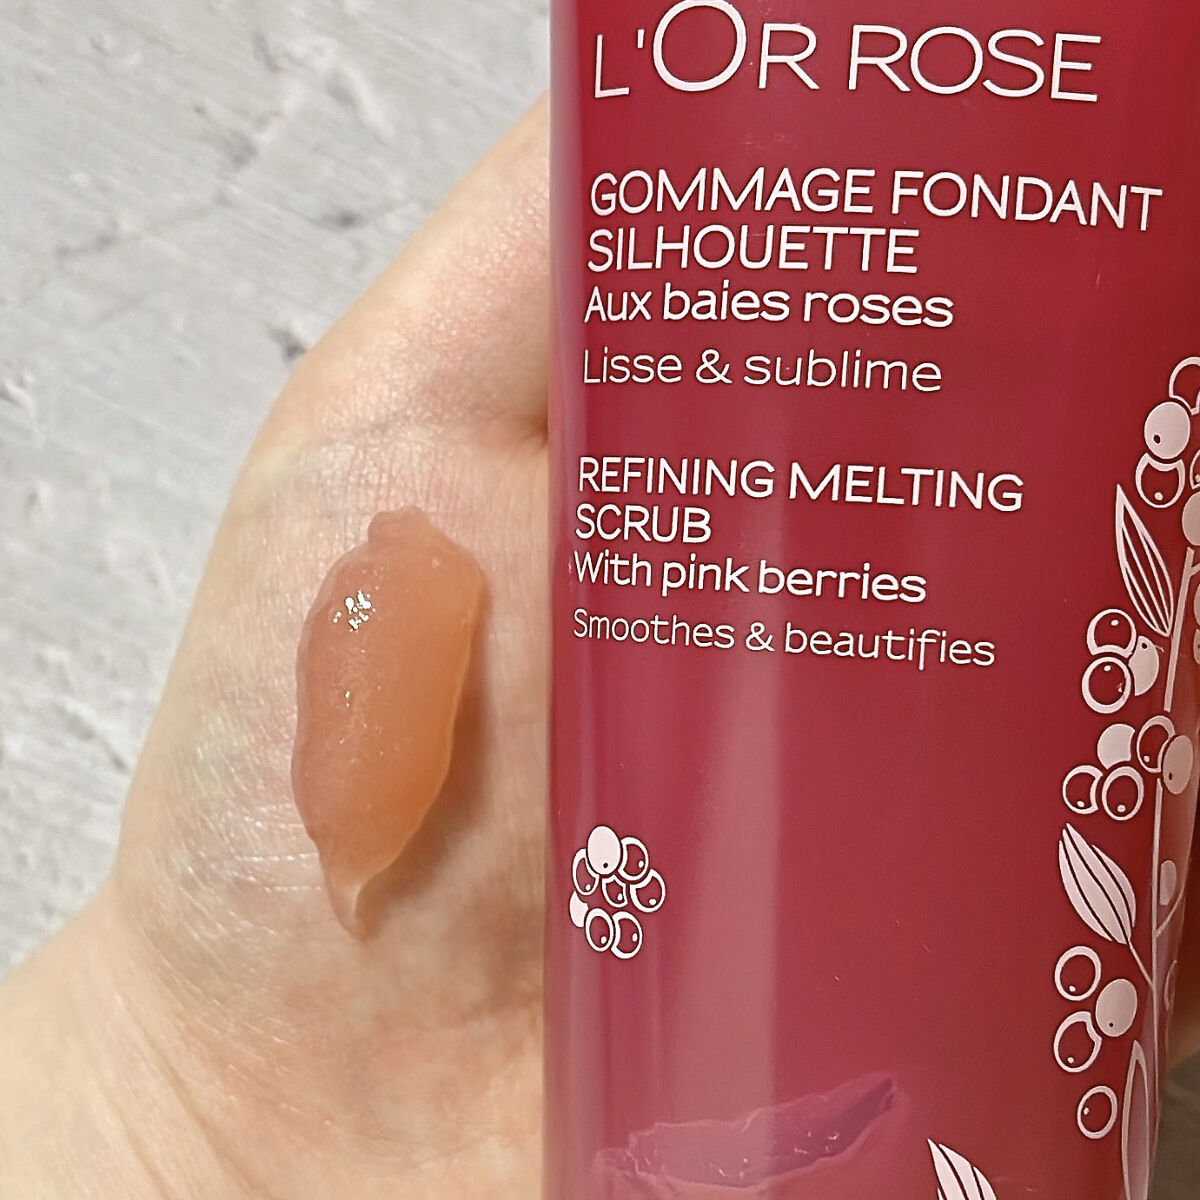 L'OR ROSE
GOMMAGE FONDANT
SILHOUETTE
Aux baies roses
Lisse & sublime
REFINING MELTING
SCRUB
With pink berries
Smoothes & beautifies